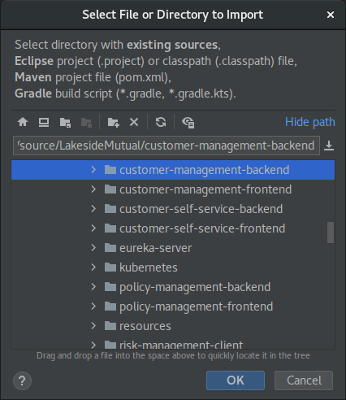 Select File or Directory to Import
Select directory with existing sources,
Eclipse project (.project) or classpath (.classpath) file,
Maven project file (pom.xml),
Gradle build script (*.gradle, *.gradle.kts).
Hide path
/source/LakesideMutual/customer-management-backend
customer-management-backend
customer-management-frontend
customer-self-service-backend
customer-self-service-frontend
eureka-server
kubernetes
policy-management-backend
policy-management-frontend
resources
risk-management-client
Drag and drop a file into the space above to quickly locate it in the tree
?
OK
Cancel